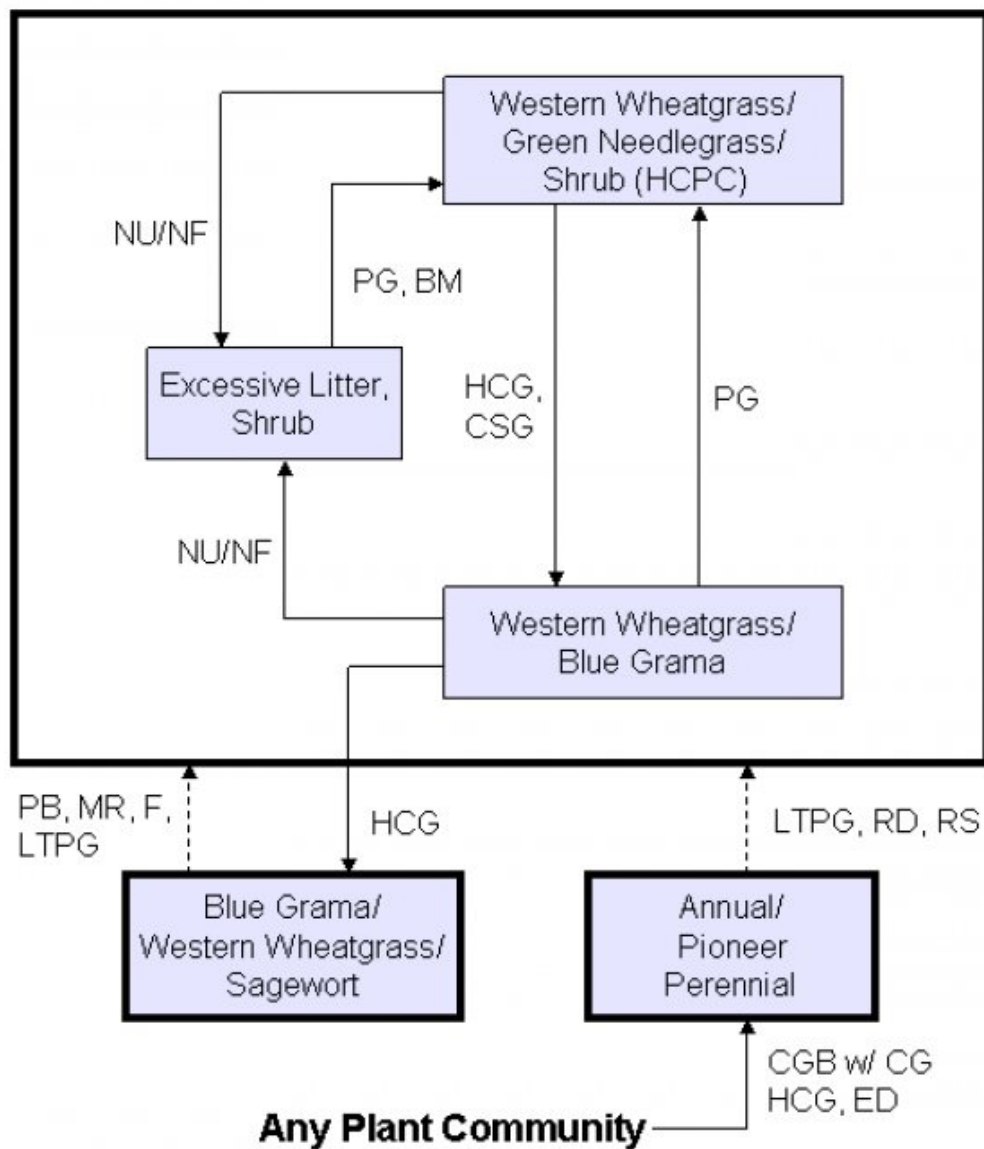 Western Wheatgrass/
Green Needlegrass/
Shrub (HCPC)
NU/NF
PG, BM
Excessive Litter,
Shrub
HCG,
CSG
PG
NU/NF
Western Wheatgrass/
Blue Grama
PB, MR, F,
LTPG
HCG
LTPG, RD, RS
Blue Grama/
Western Wheatgrass/
Sagewort
Annual/
Pioneer
Perennial
CGB w/ CG
HCG, ED
Any Plant Community